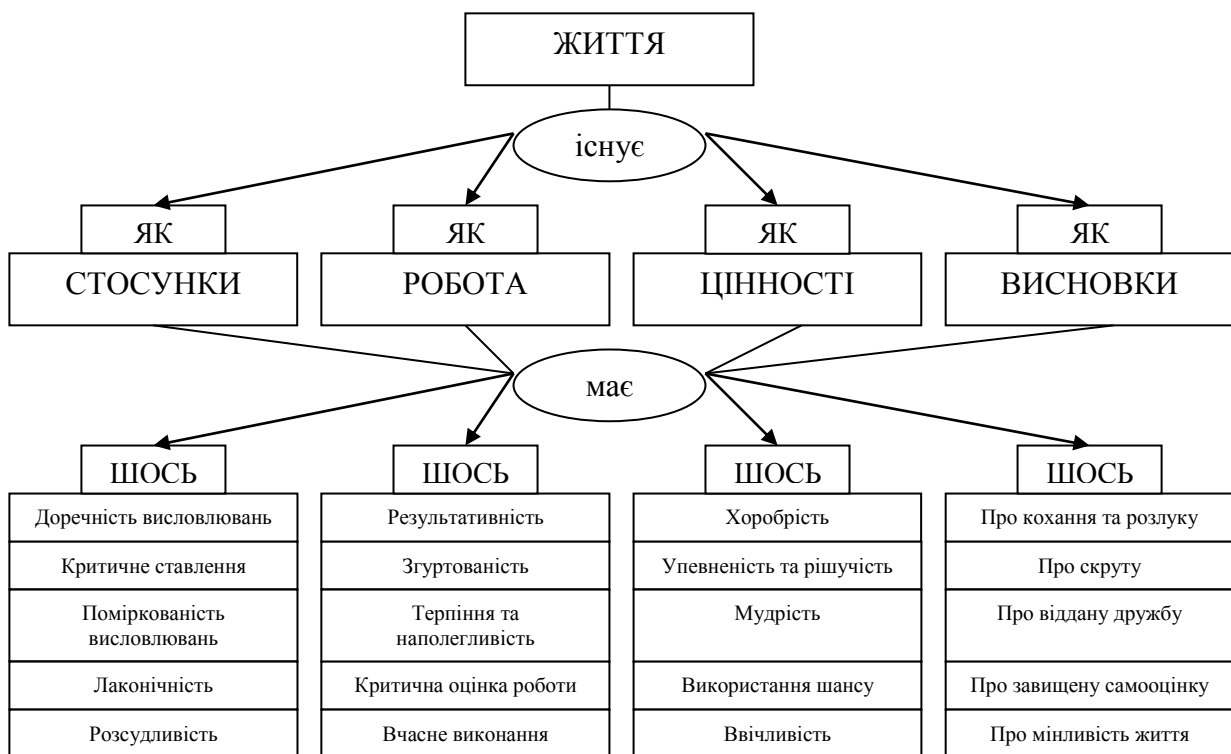 ЖИТТЯ
існує
ЯК
ЯК
ЯК
ЯК
СТОСУНКИ
РОБОТА
ЦІННОСТІ
ВИСНОВКИ
має
ШОСЬ
ШОСЬ
ШОСЬ
ШОСЬ
Доречність висловлювань
Критичне ставлення
Поміркованість
висловлювань
Лаконічність
Розсудливість
Результативність
Згуртованість
Терпіння та
наполегливість
Критична оцінка роботи
Вчасне виконання
Хоробрість
Упевненість та рішучість
Мудрість
Використання шансу
Ввічливість
Про кохання та розлуку
Про скруту
Про віддану дружбу
Про завищену самооцінку
Про мінливість життя